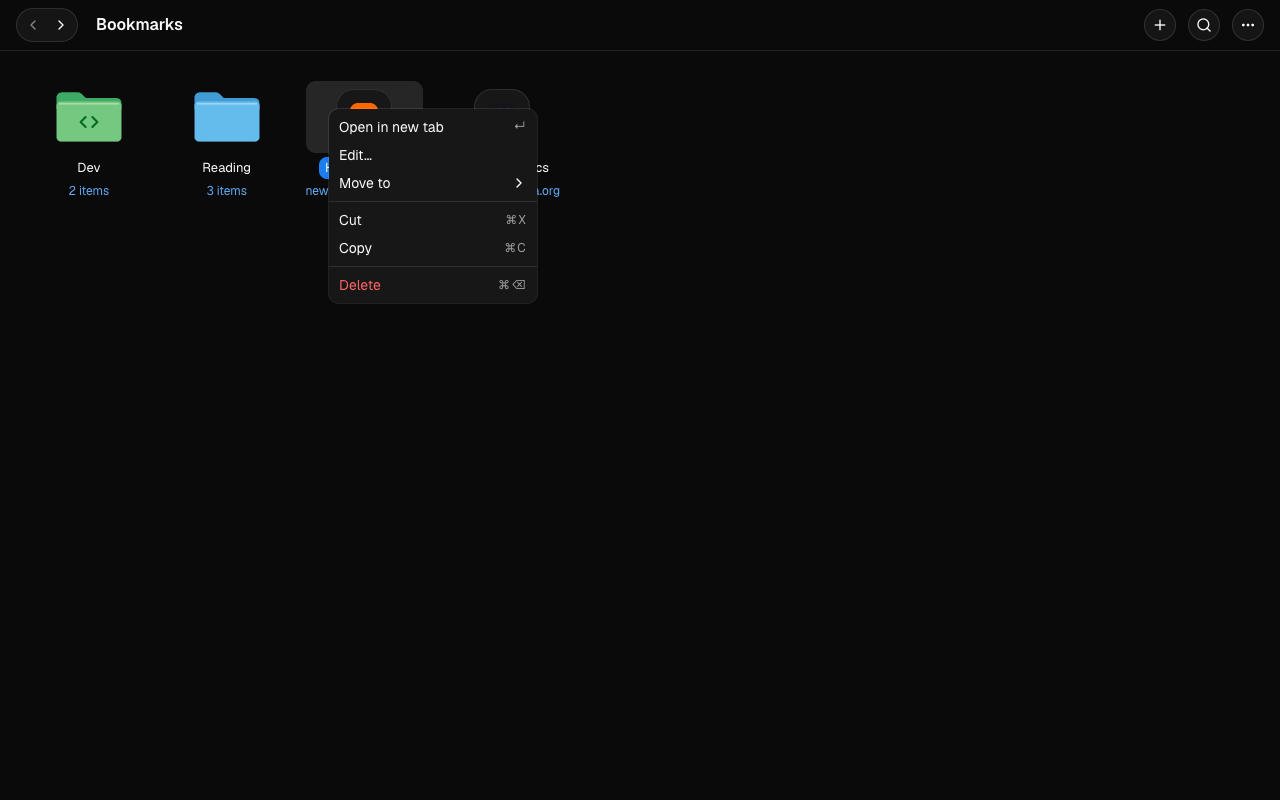 Bookmarks
Dev
2 items
Reading
3 items
Open in new tab ↵
Edit...
Move to
Cut ⌘X
Copy ⌘C
Delete ⌘⌫